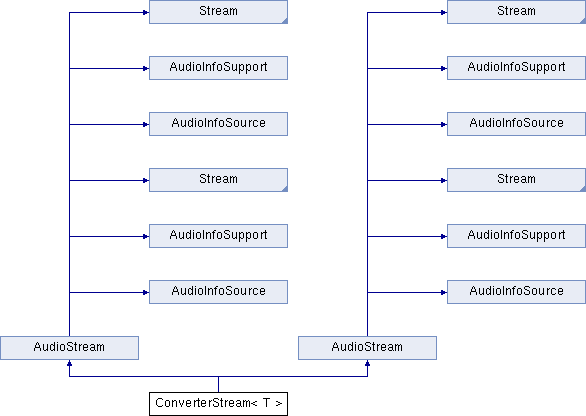 Stream
Stream
AudioInfoSupport
AudioInfoSupport
AudioInfoSource
AudioInfoSource
Stream
Stream
AudioInfoSupport
AudioInfoSupport
AudioInfoSource
AudioInfoSource
AudioStream
AudioStream
ConverterStream< T >